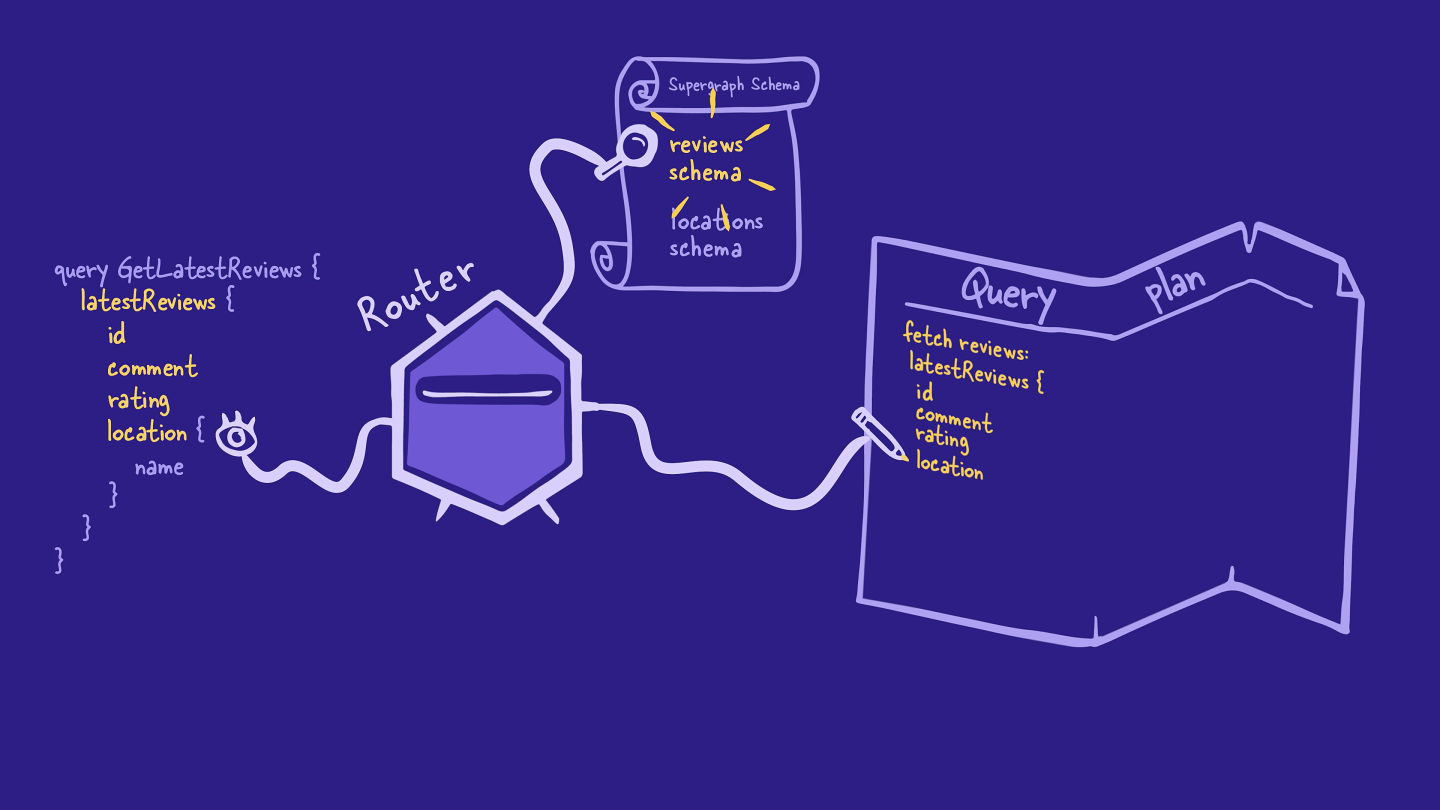 Supergraph Schema
reviews
schema
locations
schema
query GetLatestReviews {
latestReviews {
id
comment
rating
location {
name
}
}
}
Router
Query plan
fetch reviews:
latestReviews {
id
comment
rating
location